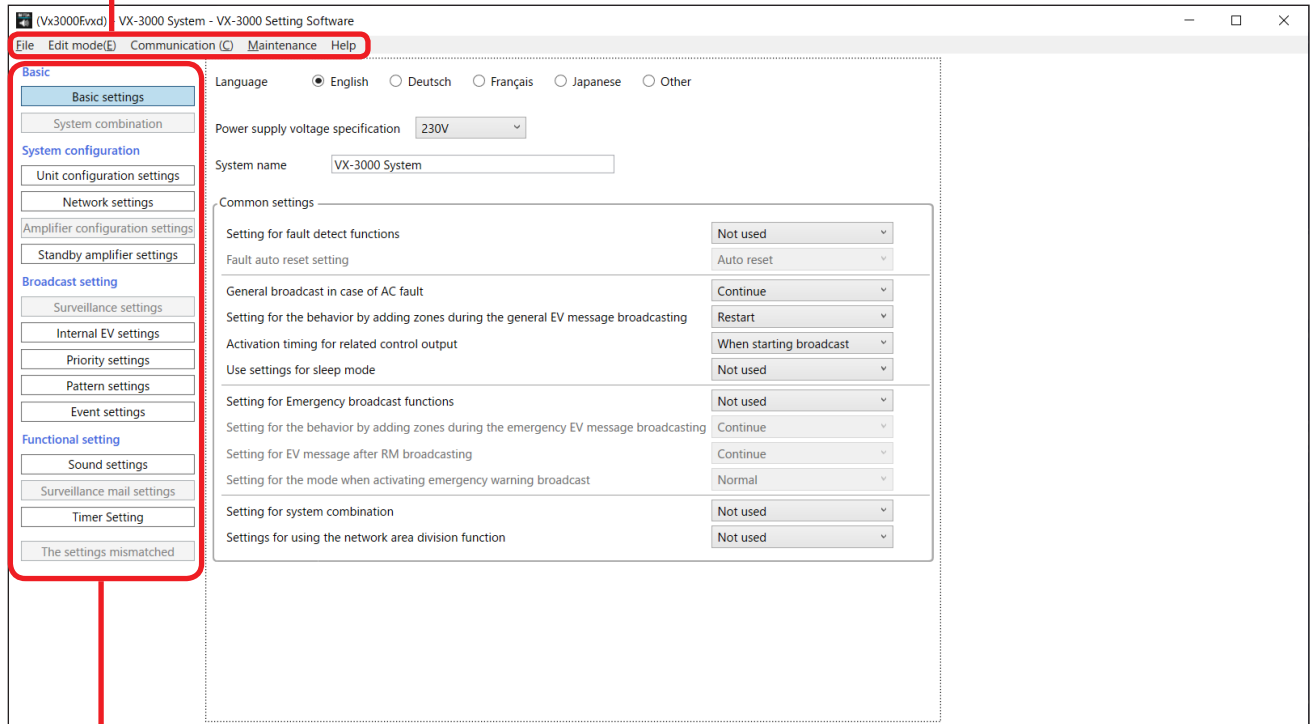 (Vx3000F.vxd) - VX-3000 System - VX-3000 Setting Software
File Edit mode(E) Communication (C) Maintenance Help
Basic
Basic settings
System combination
System configuration
Unit configuration settings
Network settings
Amplifier configuration settings
Standby amplifier settings
Broadcast setting
Surveillance settings
Internal EV settings
Priority settings
Pattern settings
Event settings
Functional setting
Sound settings
Surveillance mail settings
Timer Setting
The settings mismatched
Language English Deutsch Français Japanese Other
Power supply voltage specification 230V
System name VX-3000 System
Common settings
Setting for fault detect functions Not used
Fault auto reset setting Auto reset
General broadcast in case of AC fault Continue
Setting for the behavior by adding zones during the general EV message broadcasting Restart
Activation timing for related control output When starting broadcast
Use settings for sleep mode Not used
Setting for Emergency broadcast functions Not used
Setting for the behavior by adding zones during the emergency EV message broadcasting Continue
Setting for EV message after RM broadcasting Continue
Setting for the mode when activating emergency warning broadcast Normal
Setting for system combination Not used
Settings for using the network area division function Not used